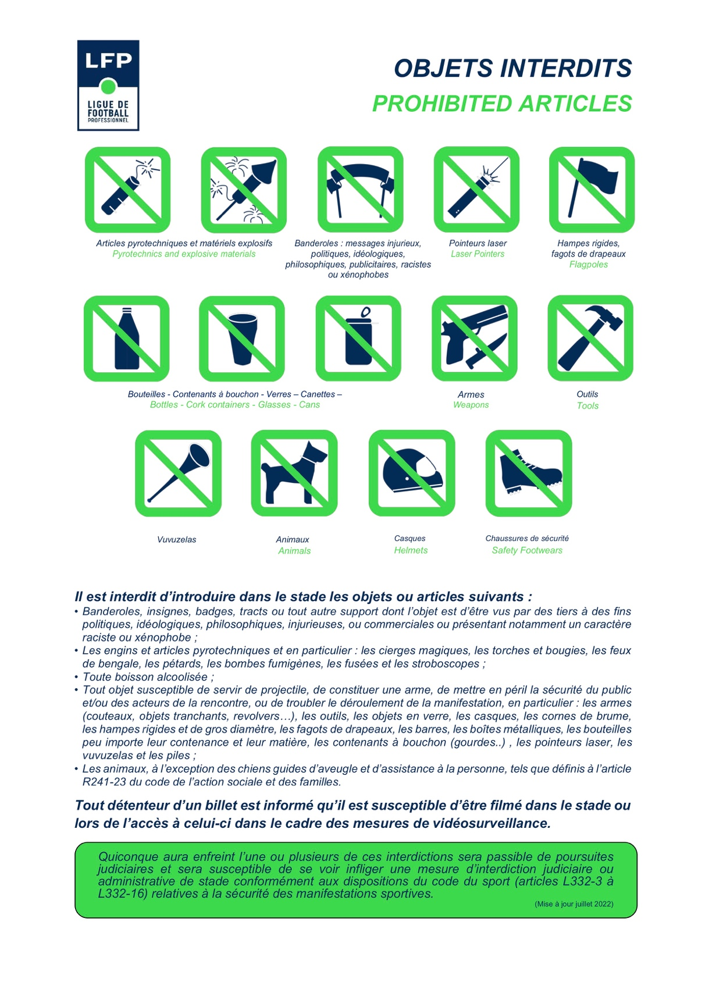 LFP
LIGUE DE
FOOTBALL
PROFESSIONNEL
OBJETS INTERDITS
PROHIBITED ARTICLES
Articles pyrotechniques et matériels explosifs
Pyrotechnics and explosive materials
Banderoles : messages injurieux,
politiques, idéologiques,
philosophiques, publicitaires, racistes
ou xénophobes
Pointeurs laser
Laser Pointers
Hampes rigides,
fagots de drapeaux
Flagpoles
Bouteilles - Contenants à bouchon - Verres – Canettes –
Bottles - Cork containers - Glasses - Cans
Armes
Weapons
Outils
Tools
Vuvuzelas
Animaux
Animals
Casques
Helmets
Chaussures de sécurité
Safety Footwears
Il est interdit d’introduire dans le stade les objets ou articles suivants :
• Banderoles, insignes, badges, tracts ou tout autre support dont l’objet est d’être vus par des tiers à des fins
politiques, idéologiques, philosophiques, injurieuses, ou commerciales ou présentant notamment un caractère
raciste ou xénophobe ;
• Les engins et articles pyrotechniques et en particulier : les cierges magiques, les torches et bougies, les feux
de bengale, les pétards, les bombes fumigènes, les fusées et les stroboscopes ;
• Toute boisson alcoolisée ;
• Tout objet susceptible de servir de projectile, de constituer une arme, de mettre en péril la sécurité du public
et/ou des acteurs de la rencontre, ou de troubler le déroulement de la manifestation, en particulier : les armes
(couteaux, objets tranchants, revolvers…), les outils, les objets en verre, les casques, les cornes de brume,
les hampes rigides et de gros diamètre, les fagots de drapeaux, les barres, les boîtes métalliques, les bouteilles
peu importe leur contenance et leur matière, les contenants à bouchon (gourdes..) , les pointeurs laser, les
vuvuzelas et les piles ;
• Les animaux, à l’exception des chiens guides d’aveugle et d’assistance à la personne, tels que définis à l’article
R241-23 du code de l’action sociale et des familles.
Tout détenteur d’un billet est informé qu’il est susceptible d’être filmé dans le stade ou
lors de l’accès à celui-ci dans le cadre des mesures de vidéosurveillance.
Quiconque aura enfreint l’une ou plusieurs de ces interdictions sera passible de poursuites
judiciaires et sera susceptible de se voir infliger une mesure d’interdiction judiciaire ou
administrative de stade conformément aux dispositions du code du sport (articles L332-3 à
L332-16) relatives à la sécurité des manifestations sportives.
(Mise à jour juillet 2022)